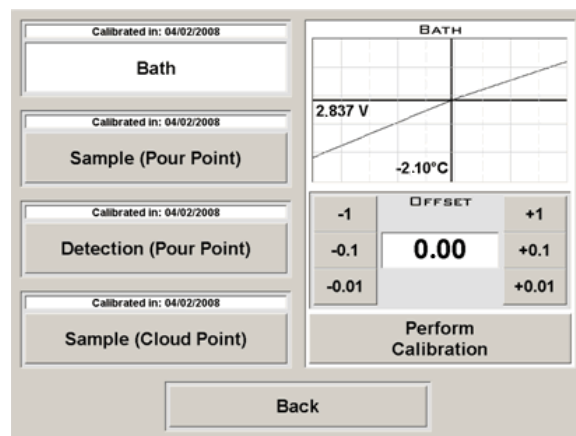 Calibrated in: 04/02/2008
Bath
Calibrated in: 04/02/2008
Sample (Pour Point)
Calibrated in: 04/02/2008
Detection (Pour Point)
Calibrated in: 04/02/2008
Sample (Cloud Point)
BATH
2.837 V
-2.10°C
OFFSET
-1
+1
-0.1
0.00
+0.1
-0.01
+0.01
Perform
Calibration
Back